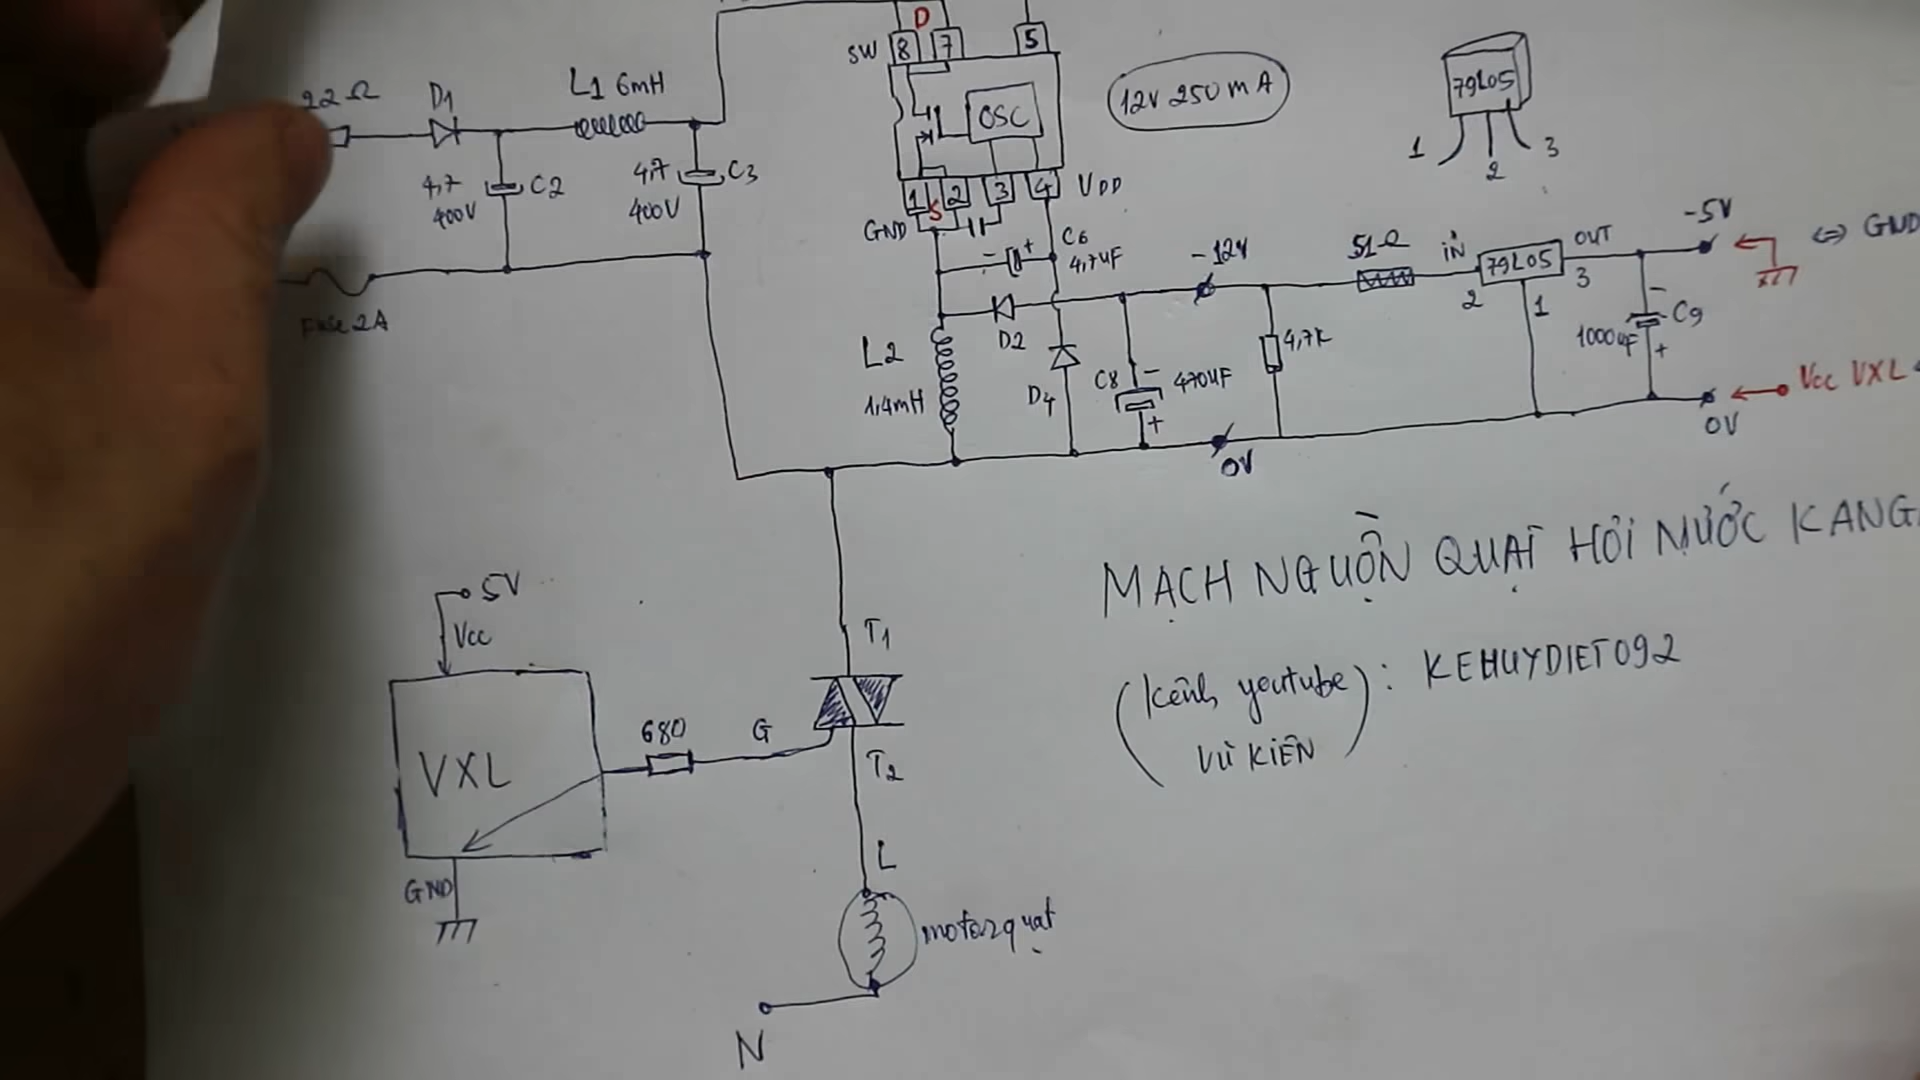 22Ω
D1
L1 6mH
4,7
400V
C2
4,7
400V
C3
Fuse 2A
SW
D
8
7
5
OSC
1
S
2
3
4
VDD
GND
12V 250mA
79L05
1
2
3
C6
4,7uF
- +
-12V
51Ω
iN
79L05
OUT
2
1
3
-5V
GND
L2
1,4mH
D2
D4
C8
470uF
-
+
4,7K
1000uF
-
C9
+
Vcc VXL
0V
0V
MẠCH NGUỒN QUẠT HƠI NƯỚC KANG
(Kênh youtube): KEHUYDIET092
VŨ KIÊN
5V
Vcc
VXL
GND
680
G
T1
T2
L
motor quạt
N